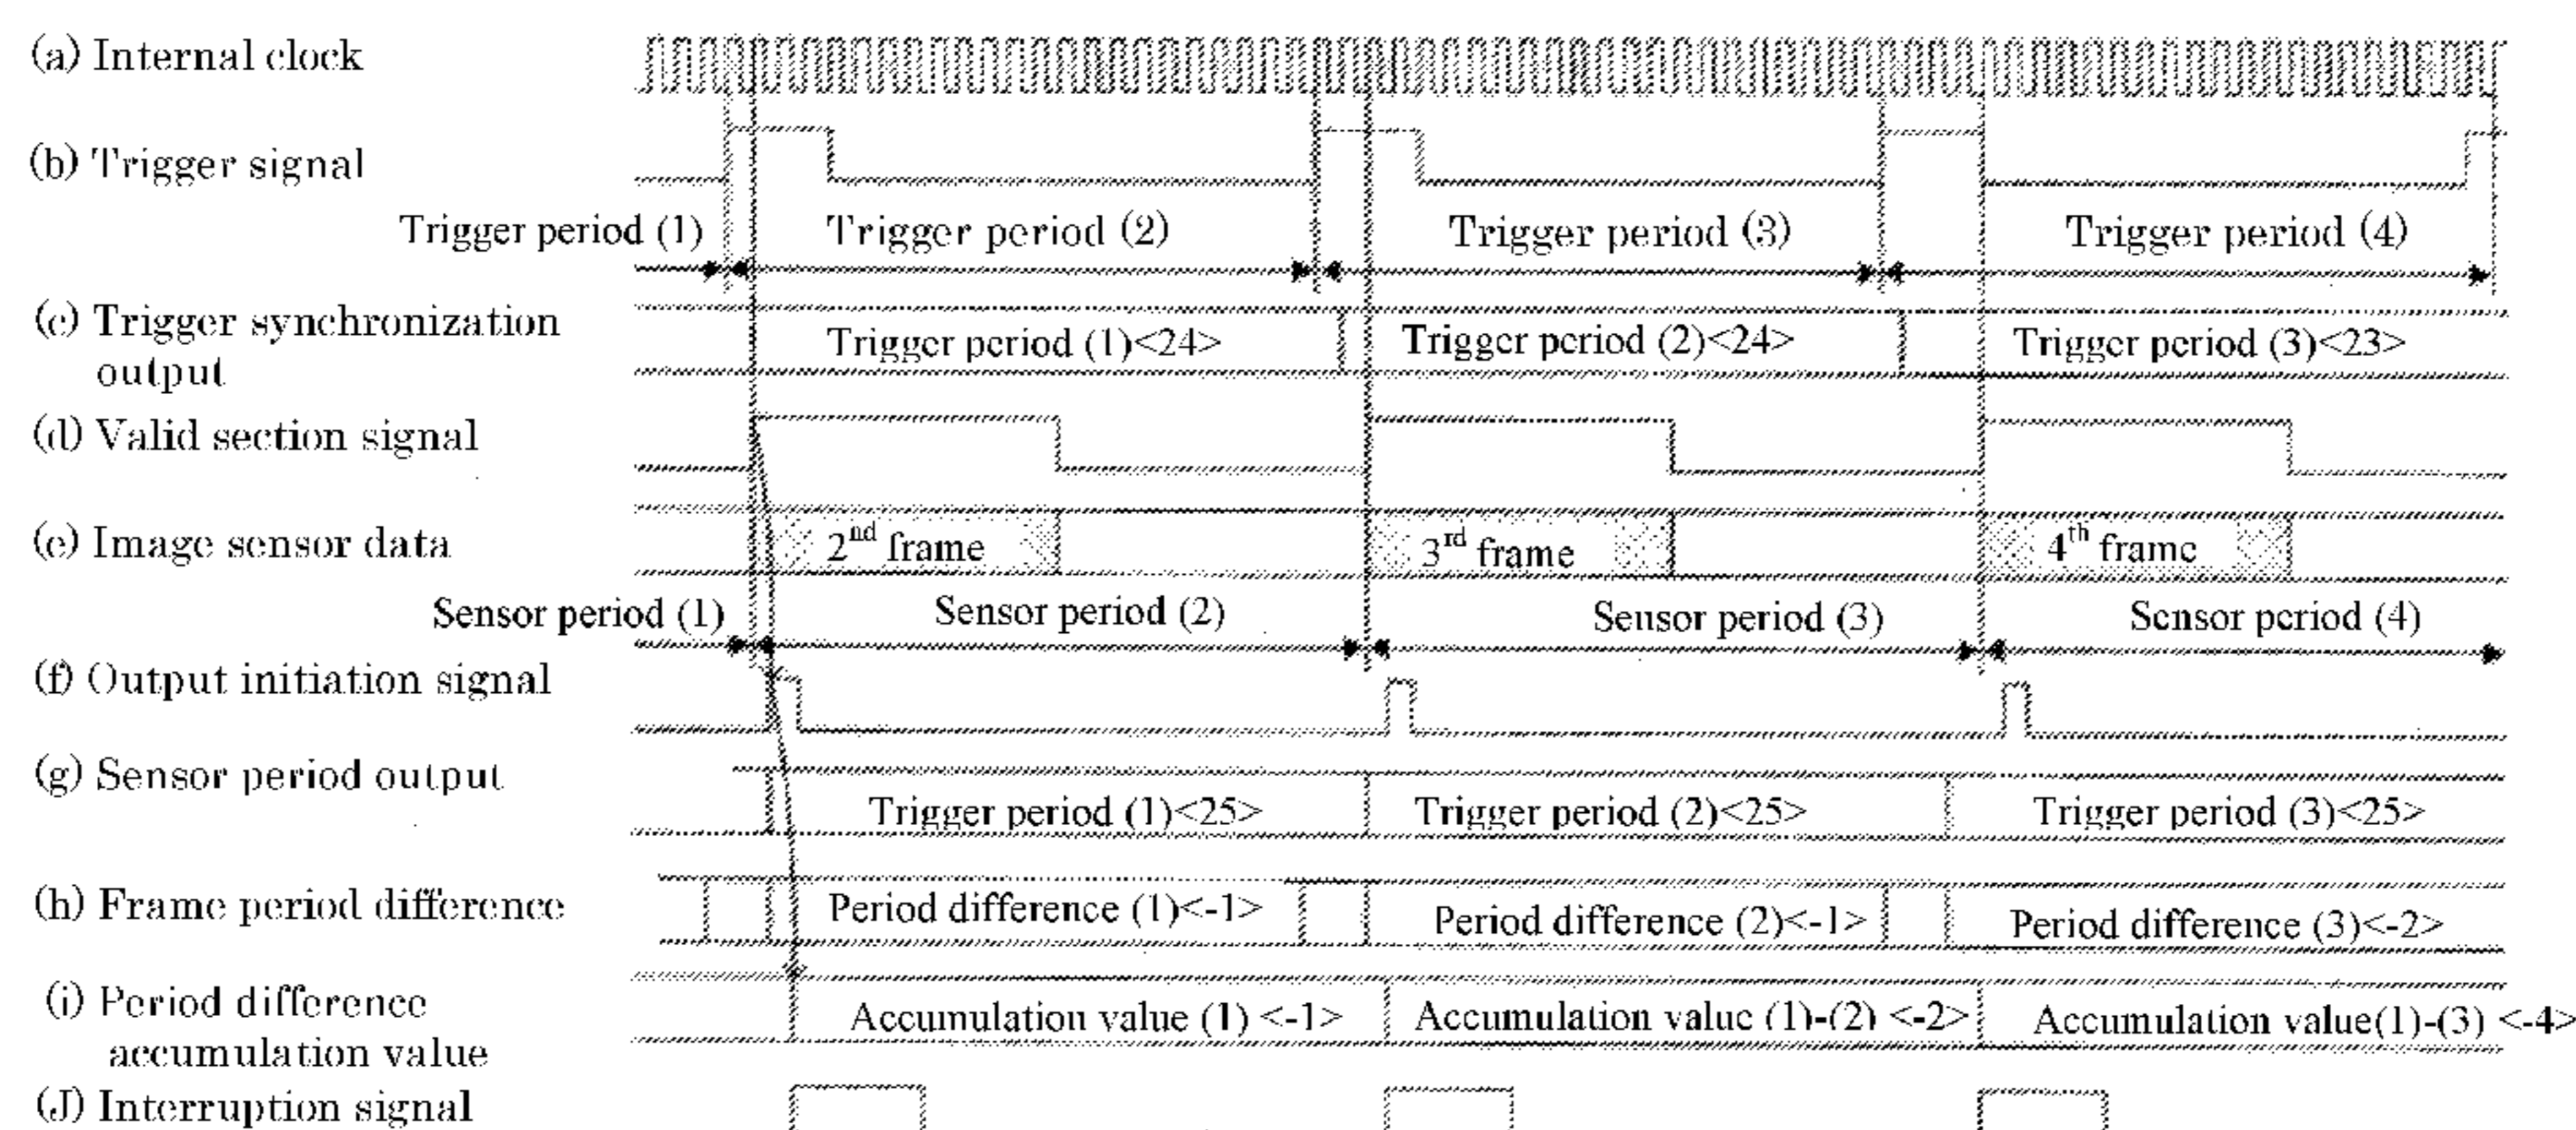 (a) Internal clock
(b) Trigger signal
Trigger period (1)
Trigger period (2)
Trigger period (3)
Trigger period (4)
(c) Trigger synchronization
output
Trigger period (1)<24>
Trigger period (2)<24>
Trigger period (3)<23>
(d) Valid section signal
(e) Image sensor data
2nd frame
3rd frame
4th frame
Sensor period (1)
Sensor period (2)
Sensor period (3)
Sensor period (4)
(f) Output initiation signal
(g) Sensor period output
Trigger period (1)<25>
Trigger period (2)<25>
Trigger period (3)<25>
(h) Frame period difference
Period difference (1)<-1>
Period difference (2)<-1>
Period difference (3)<-2>
(i) Period difference
accumulation value
Accumulation value (1) <-1>
Accumulation value (1)-(2) <-2>
Accumulation value(1)-(3) <-4>
(J) Interruption signal